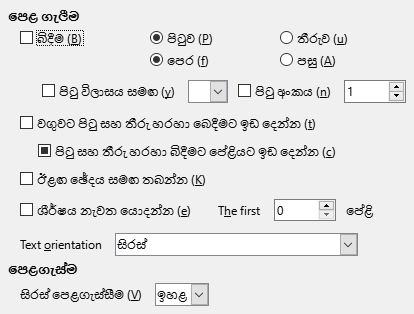 පෙළ ගැලීම
බිදීම (B) පිටුව (P) තීරුව (u)
පෙර (f) පසු (A)
පිටු විලාසය සමඟ (y) පිටු අංකය (n) 1
වගුවට පිටු සහ තීරු හරහා බෙදීමට ඉඩ දෙන්න (t)
පිටු සහ තීරු හරහා බිදීමට පේළියට ඉඩ දෙන්න (c)
ඊළඟ ඡේදය සමඟ තබන්න (K)
ශීර්ෂය නැවත යොදන්න (e) The first 0 පේළි
Text orientation සිරස්
පෙළගැස්ම
සිරස් පෙළගැස්සීම (V) ඉහළ